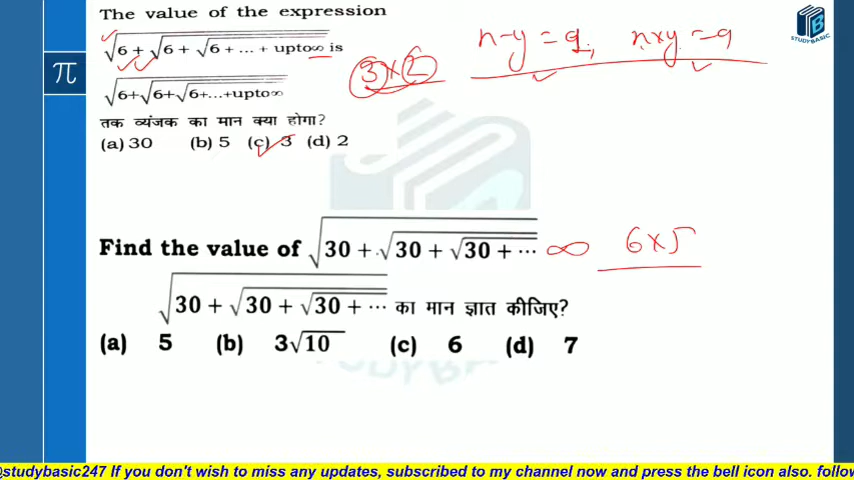 The value of the expression
√6 + √6 + √6 + ... + upto∞ is
√6+√6+√6+...+upto∞
तक व्यंजक का मान क्या होगा?
(a) 30 (b) 5 (c) 3 (d) 2
3×2
x-y = 1, x×y = a
STUDYBASIC
π
Find the value of √30 + √30 + √30 + ··· ∞ 6×5
√30 + √30 + √30 + ··· का मान ज्ञात कीजिए?
(a) 5 (b) 3√10 (c) 6 (d) 7
@studybasic247 If you don't wish to miss any updates, subscribed to my channel now and press the bell icon also. follow